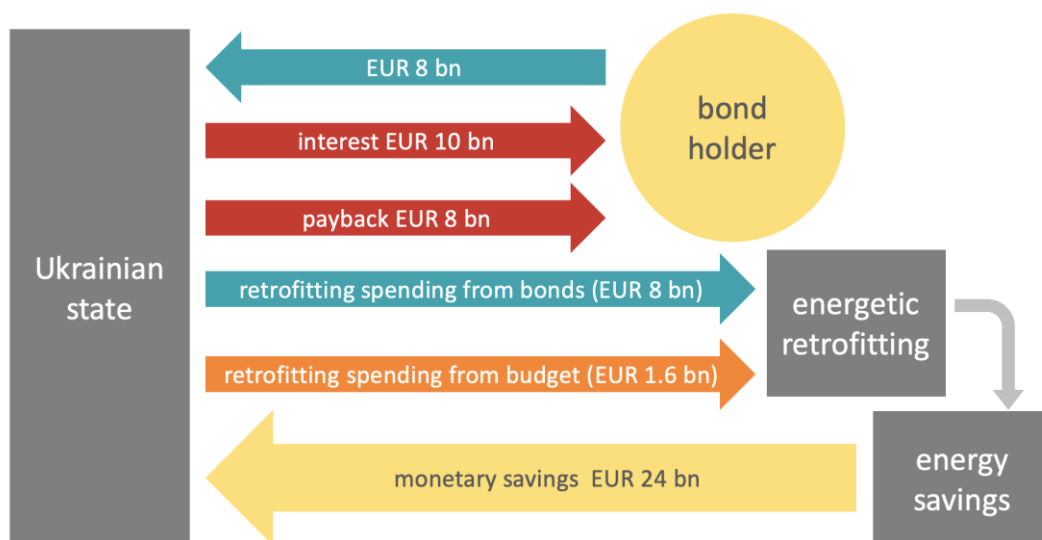 EUR 8 bn
bond
holder
interest EUR 10 bn
payback EUR 8 bn
Ukrainian
state
retrofitting spending from bonds (EUR 8 bn)
energetic
retrofitting
retrofitting spending from budget (EUR 1.6 bn)
monetary savings EUR 24 bn
energy
savings